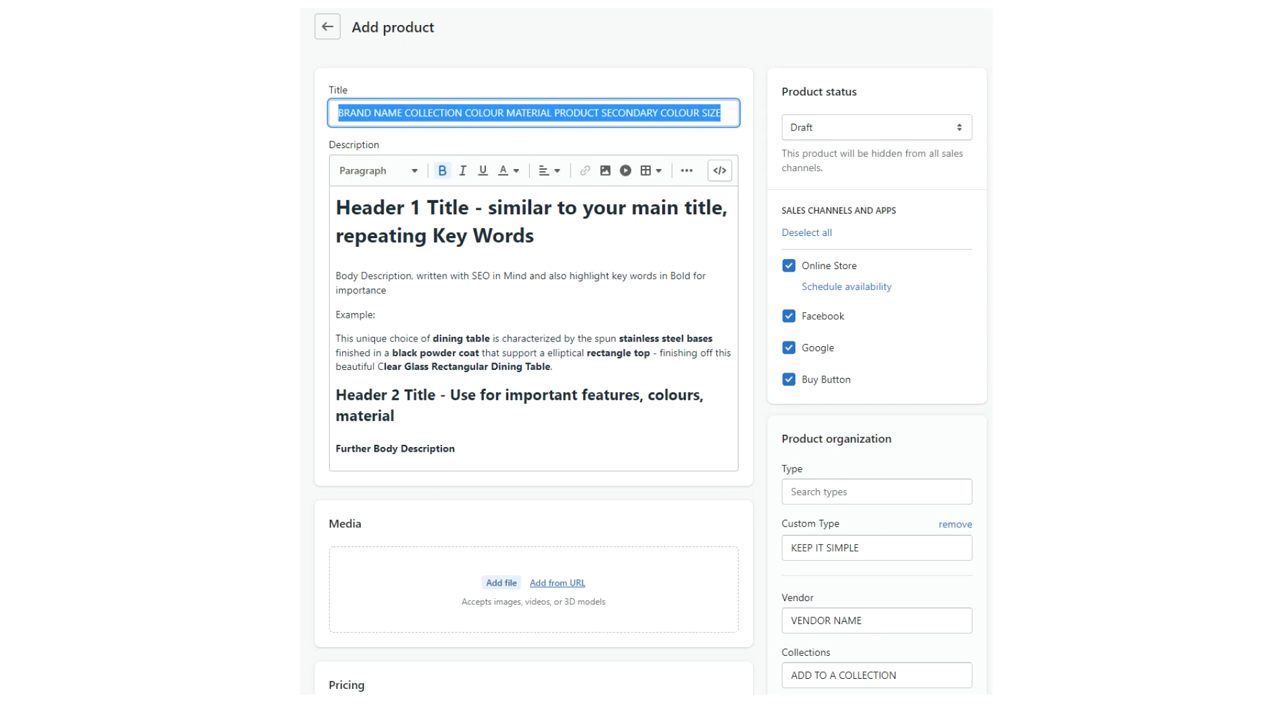 Add product
Title
BRAND NAME COLLECTION COLOUR MATERIAL PRODUCT SECONDARY COLOUR SIZE
Description
Paragraph B I U A </>
Header 1 Title - similar to your main title,
repeating Key Words
Body Description, written with SEO in Mind and also highlight key words in Bold for
importance
Example:
This unique choice of dining table is characterized by the spun stainless steel bases
finished in a black powder coat that support a elliptical rectangle top - finishing off this
beautiful Clear Glass Rectangular Dining Table.
Header 2 Title - Use for important features, colours,
material
Further Body Description
Media
Add file Add from URL
Accepts images, videos, or 3D models
Pricing
Product status
Draft
This product will be hidden from all sales
channels.
SALES CHANNELS AND APPS
Deselect all
Online Store
Schedule availability
Facebook
Google
Buy Button
Product organization
Type
Search types
Custom Type remove
KEEP IT SIMPLE
Vendor
VENDOR NAME
Collections
ADD TO A COLLECTION